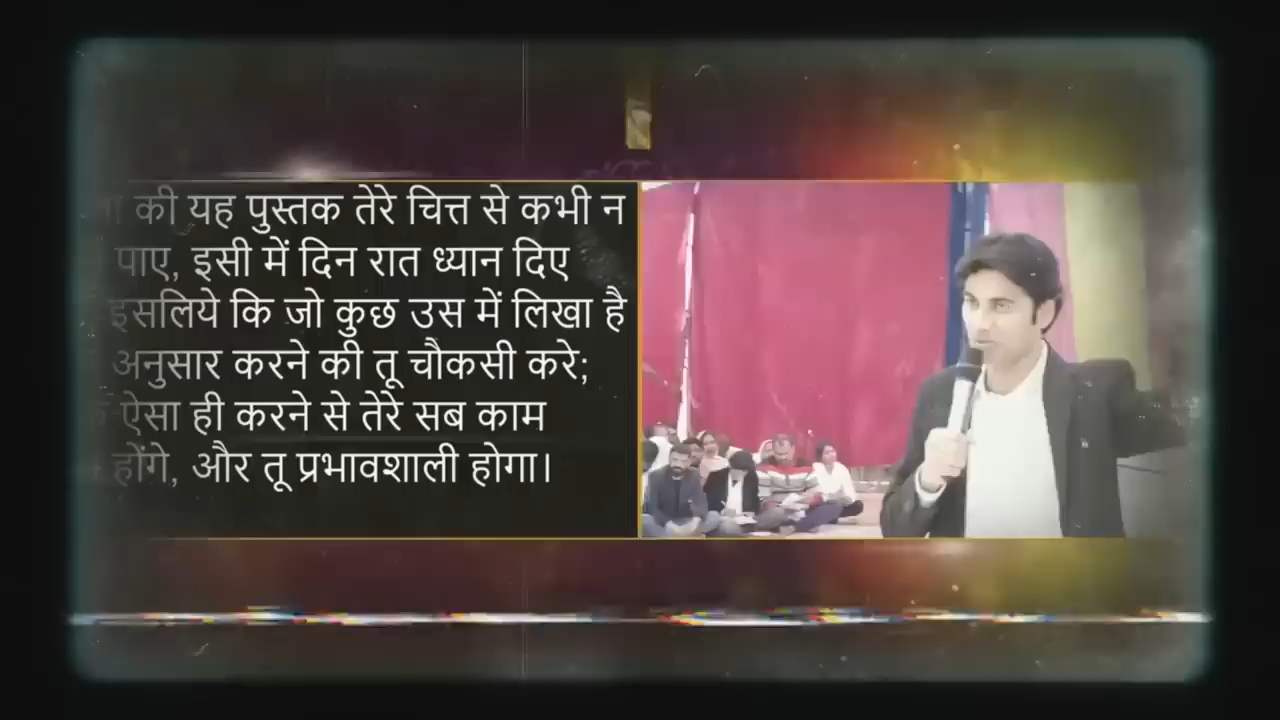 की यह पुस्तक तेरे चित्त से कभी न
पाए, इसी में दिन रात ध्यान दिए
इसलिये कि जो कुछ उस में लिखा है
अनुसार करने की तू चौकसी करे;
ऐसा ही करने से तेरे सब काम
होंगे, और तू प्रभावशाली होगा।